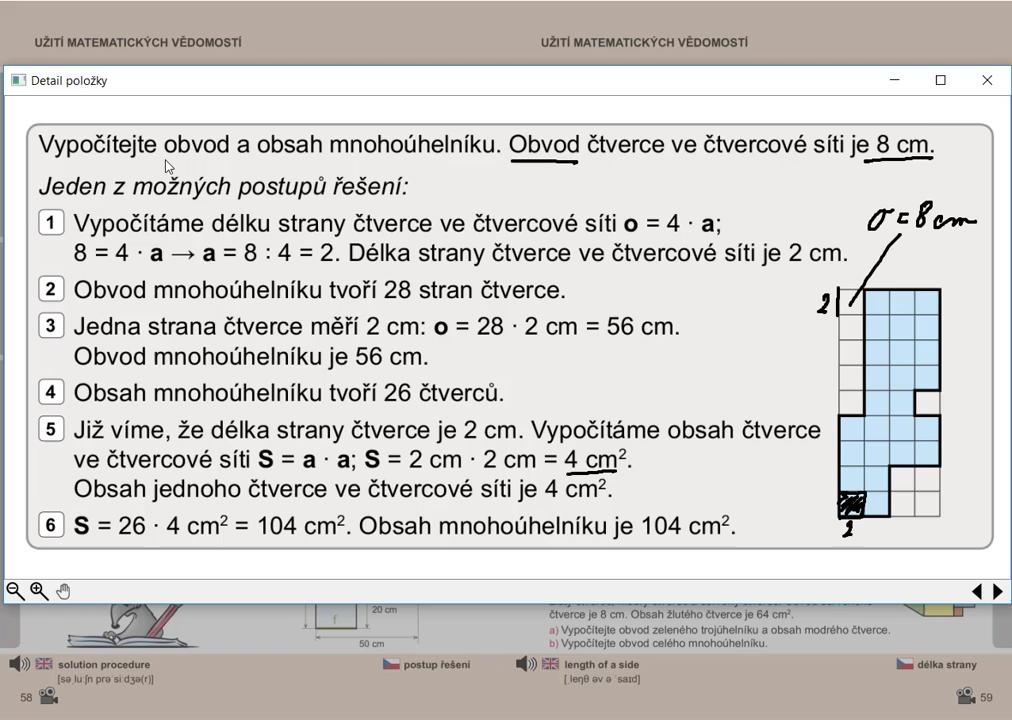 UŽITÍ MATEMATICKÝCH VĚDOMOSTÍ
UŽITÍ MATEMATICKÝCH VĚDOMOSTÍ
Detail položky
Vypočítejte obvod a obsah mnohoúhelníku. Obvod čtverce ve čtvercové síti je 8 cm.
Jeden z možných postupů řešení:
1 Vypočítáme délku strany čtverce ve čtvercové síti o = 4 · a;
8 = 4 · a → a = 8 : 4 = 2. Délka strany čtverce ve čtvercové síti je 2 cm.
2 Obvod mnohoúhelníku tvoří 28 stran čtverce.
3 Jedna strana čtverce měří 2 cm: o = 28 · 2 cm = 56 cm.
Obvod mnohoúhelníku je 56 cm.
4 Obsah mnohoúhelníku tvoří 26 čtverců.
5 Již víme, že délka strany čtverce je 2 cm. Vypočítáme obsah čtverce
ve čtvercové síti S = a · a; S = 2 cm · 2 cm = 4 cm².
Obsah jednoho čtverce ve čtvercové síti je 4 cm².
6 S = 26 · 4 cm² = 104 cm². Obsah mnohoúhelníku je 104 cm².
o = 8 cm
2
2
f
20 cm
50 cm
čtverce je 8 cm. Obsah žlutého čtverce je 64 cm².
a) Vypočítejte obvod zeleného trojúhelníku a obsah modrého čtverce.
b) Vypočítejte obvod celého mnohoúhelníku.
solution procedure
[səˌluːʃn prəˈsiːdʒə(r)]
postup řešení
length of a side
[ˌleŋθ əv ə ˈsaɪd]
délka strany
58
59